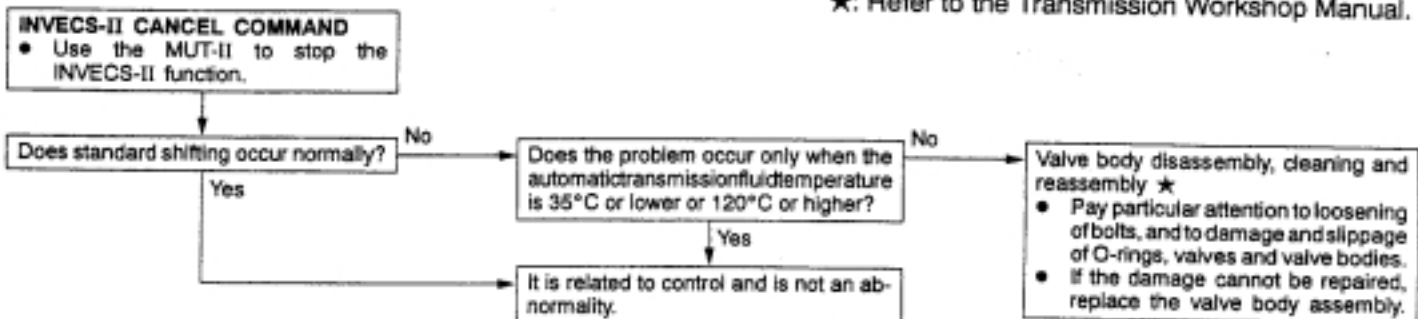 ★: Refer to the Transmission Workshop Manual.
INVECS-II CANCEL COMMAND
● Use the MUT-II to stop the
INVECS-II function.
Does standard shifting occur normally?
No
Yes
Does the problem occur only when the
automatictransmissionfluidtemperature
is 35°C or lower or 120°C or higher?
No
Yes
It is related to control and is not an ab-
normality.
Valve body disassembly, cleaning and
reassembly ★
● Pay particular attention to loosening
of bolts, and to damage and slippage
of O-rings, valves and valve bodies.
● If the damage cannot be repaired,
replace the valve body assembly.